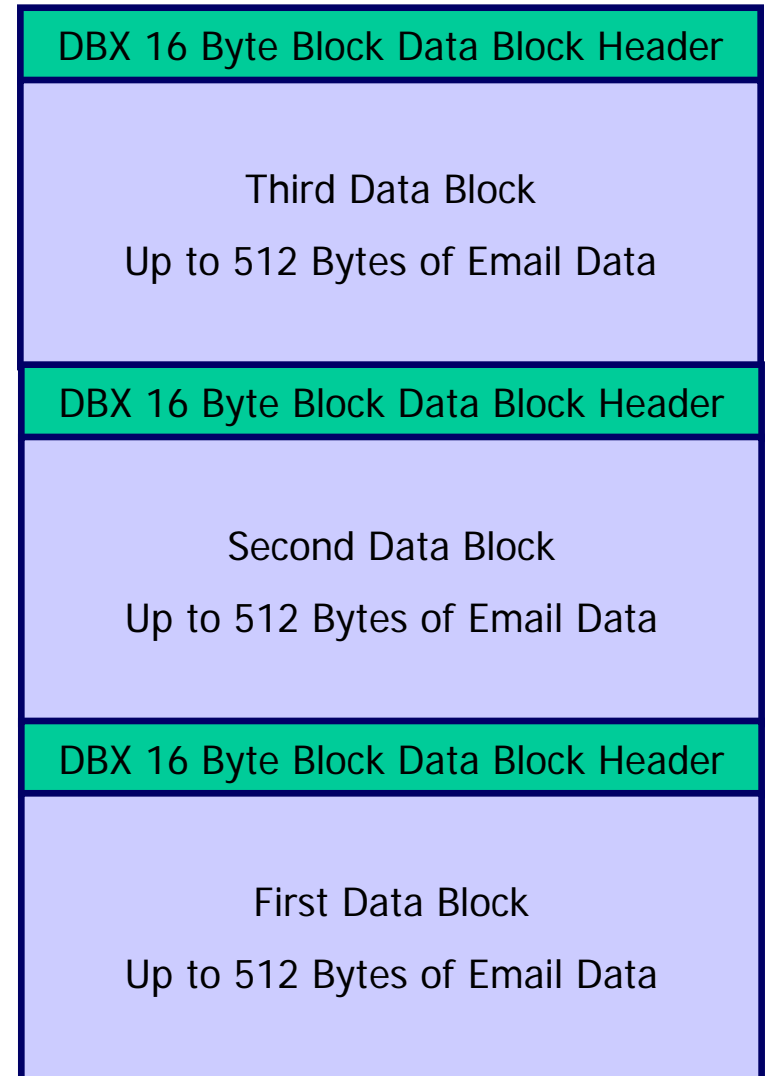 DBX 16 Byte Block Data Block Header
Third Data Block
Up to 512 Bytes of Email Data
DBX 16 Byte Block Data Block Header
Second Data Block
Up to 512 Bytes of Email Data
DBX 16 Byte Block Data Block Header
First Data Block
Up to 512 Bytes of Email Data